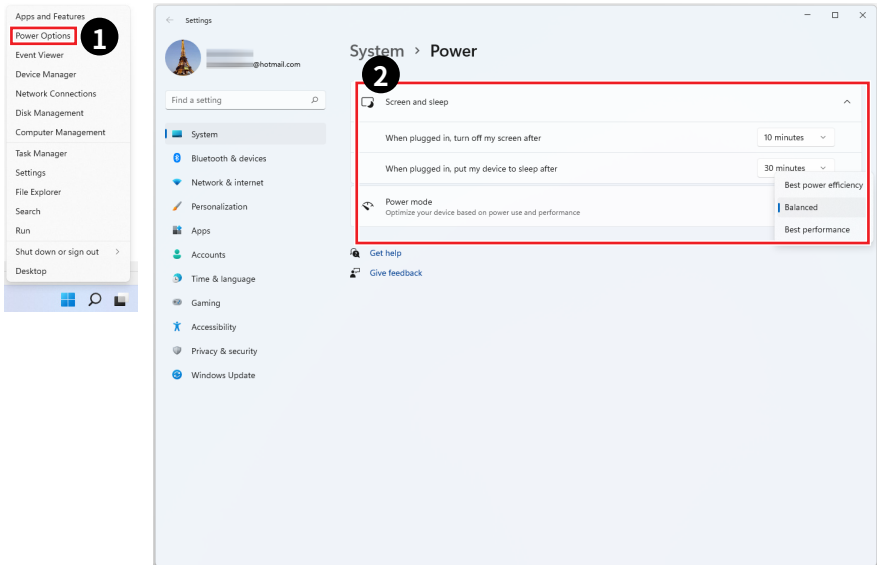 Apps and Features
Power Options
1
Event Viewer
Device Manager
Network Connections
Disk Management
Computer Management
Task Manager
Settings
File Explorer
Search
Run
Shut down or sign out
Desktop
Settings
@hotmail.com
Find a setting
System
Bluetooth & devices
Network & internet
Personalization
Apps
Accounts
Time & language
Gaming
Accessibility
Privacy & security
Windows Update
System > Power
2
Screen and sleep
When plugged in, turn off my screen after
10 minutes
When plugged in, put my device to sleep after
30 minutes
Power mode
Optimize your device based on power use and performance
Best power efficiency
Balanced
Best performance
Get help
Give feedback